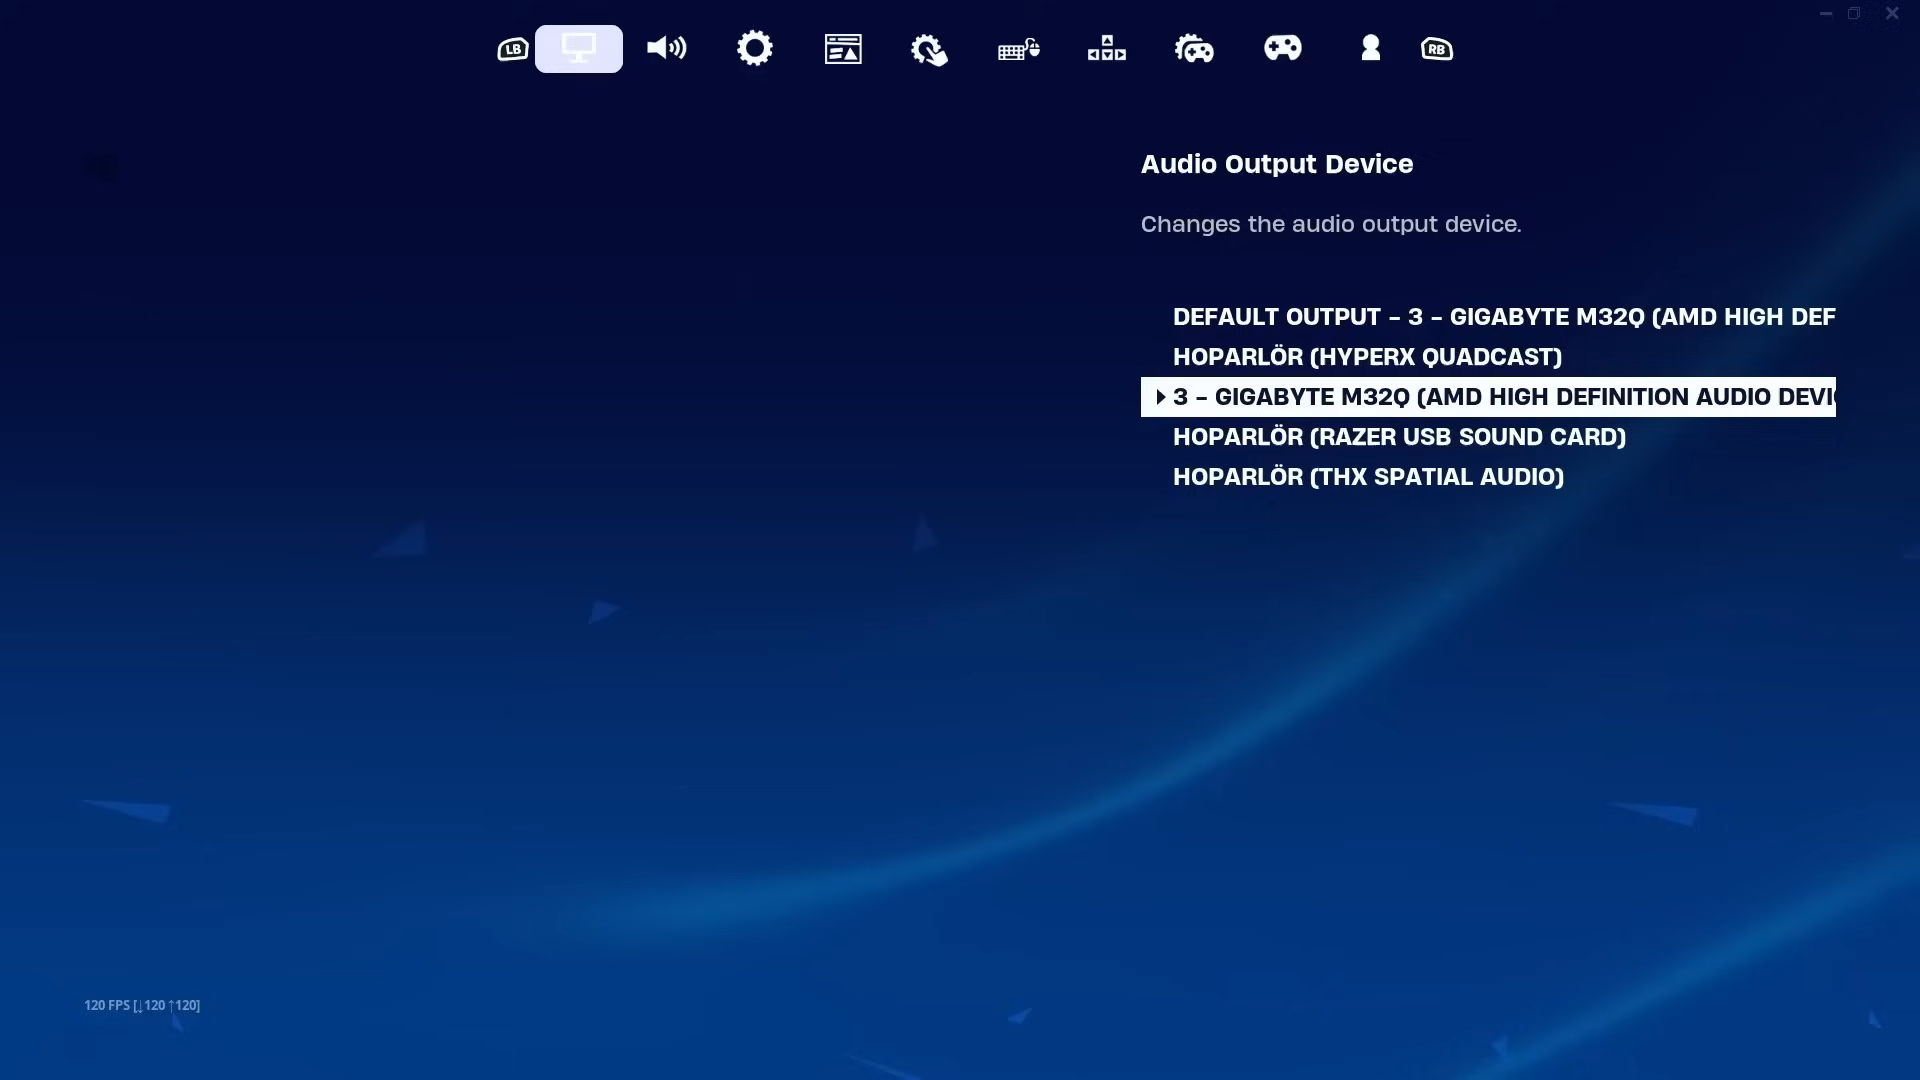 LB
RB
Audio Output Device
Changes the audio output device.
DEFAULT OUTPUT - 3 - GIGABYTE M32Q (AMD HIGH DEF
HOPARLÖR (HYPERX QUADCAST)
3 - GIGABYTE M32Q (AMD HIGH DEFINITION AUDIO DEVI
HOPARLÖR (RAZER USB SOUND CARD)
HOPARLÖR (THX SPATIAL AUDIO)
120 FPS [↓120 ↑120]